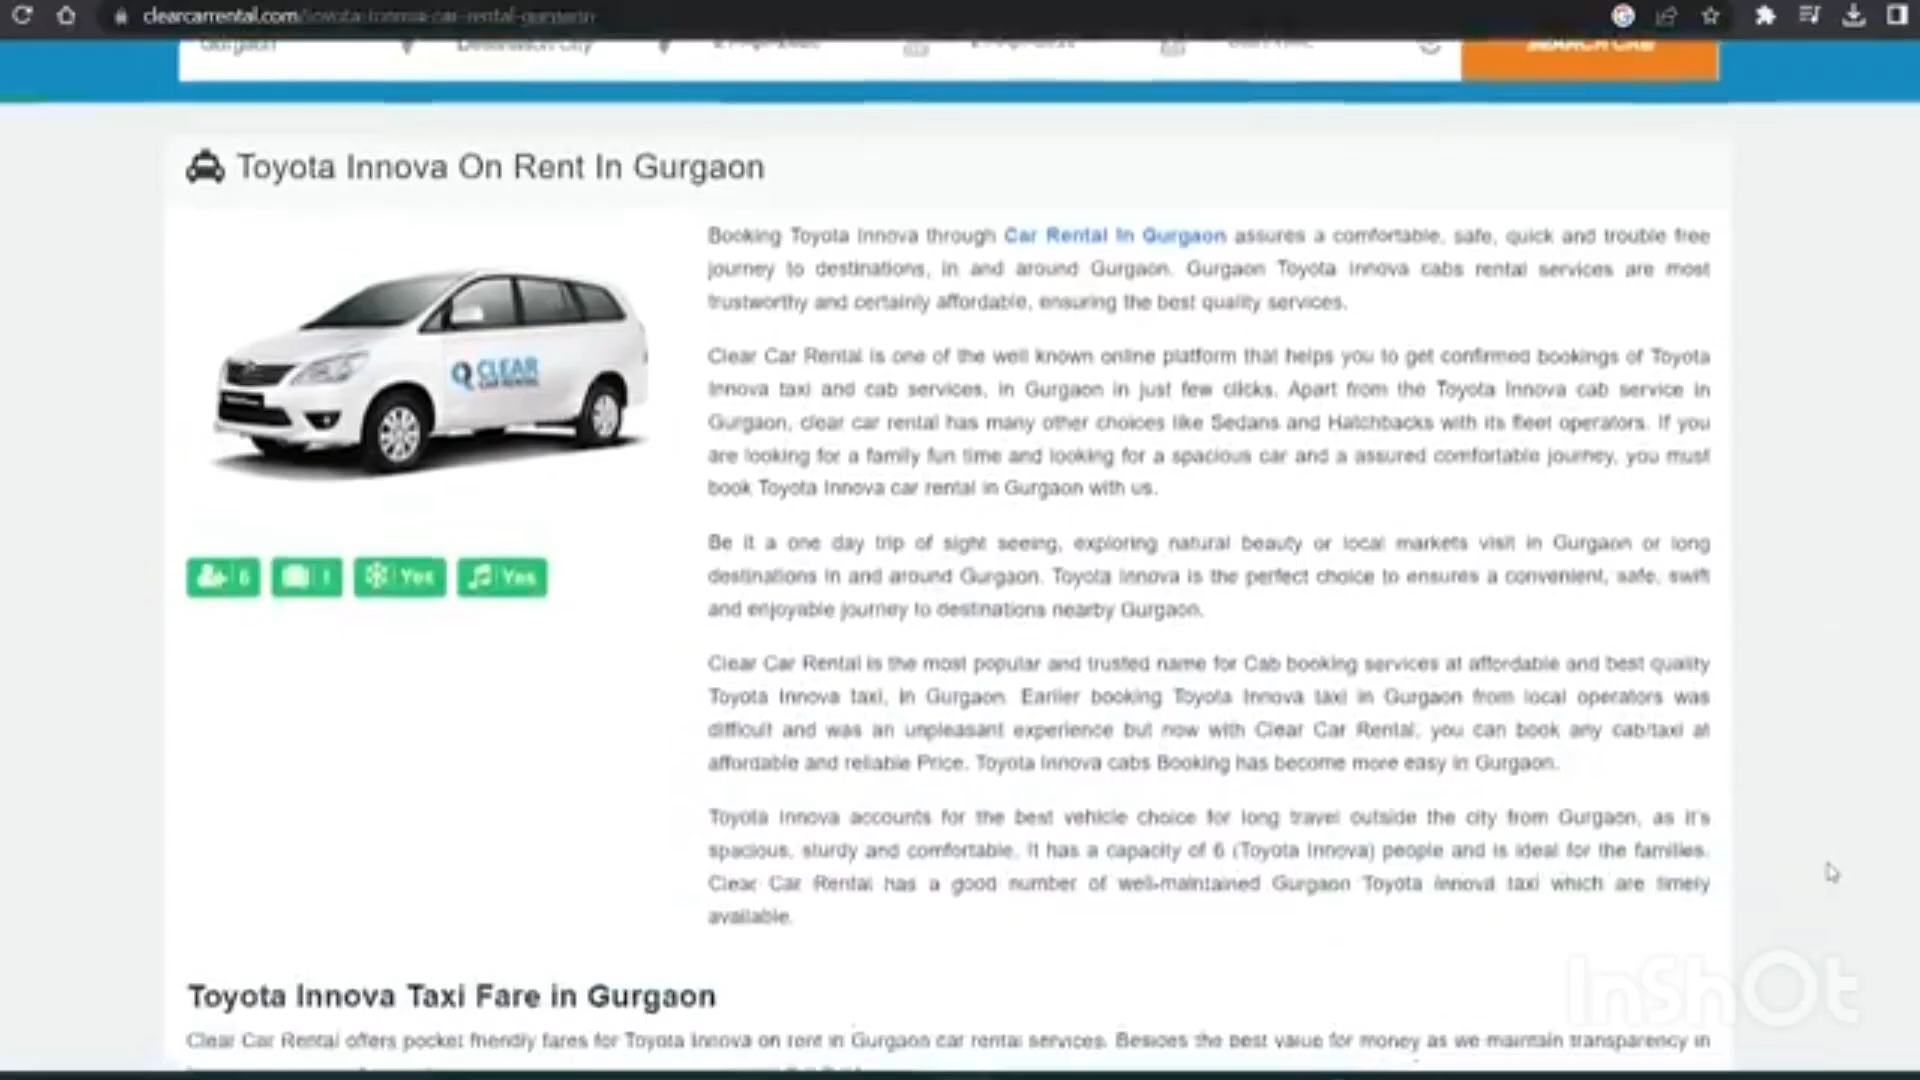 clearcarrental.com/toyota-innova-car-rental-gurgaon
Gurgaon Destination City SEARCH CAB
Toyota Innova On Rent In Gurgaon
Booking Toyota Innova through Car Rental In Gurgaon assures a comfortable, safe, quick and trouble free
journey to destinations, in and around Gurgaon. Gurgaon Toyota Innova cabs rental services are most
trustworthy and certainly affordable, ensuring the best quality services.
CLEAR
CAR RENTAL
Clear Car Rental is one of the well known online platform that helps you to get confirmed bookings of Toyota
Innova taxi and cab services, in Gurgaon in just few clicks. Apart from the Toyota Innova cab service in
Gurgaon, clear car rental has many other choices like Sedans and Hatchbacks with its fleet operators. If you
are looking for a family fun time and looking for a spacious car and a assured comfortable journey, you must
book Toyota Innova car rental in Gurgaon with us.
6 1 Yes Yes
Be it a one day trip of sight seeing, exploring natural beauty or local markets visit in Gurgaon or long
destinations in and around Gurgaon. Toyota Innova is the perfect choice to ensures a convenient, safe, swift
and enjoyable journey to destinations nearby Gurgaon.
Clear Car Rental is the most popular and trusted name for Cab booking services at affordable and best quality
Toyota Innova taxi, in Gurgaon. Earlier booking Toyota Innova taxi in Gurgaon from local operators was
difficult and was an unpleasant experience but now with Clear Car Rental, you can book any cab/taxi at
affordable and reliable Price. Toyota Innova cabs Booking has become more easy in Gurgaon.
Toyota Innova accounts for the best vehicle choice for long travel outside the city from Gurgaon, as it's
spacious, sturdy and comfortable. It has a capacity of 6 (Toyota Innova) people and is ideal for the families.
Clear Car Rental has a good number of well-maintained Gurgaon Toyota Innova taxi which are timely
available.
Toyota Innova Taxi Fare in Gurgaon
Clear Car Rental offers pocket friendly fares for Toyota Innova on rent in Gurgaon car rental services. Besides the best value for money as we maintain transparency in
InShOt